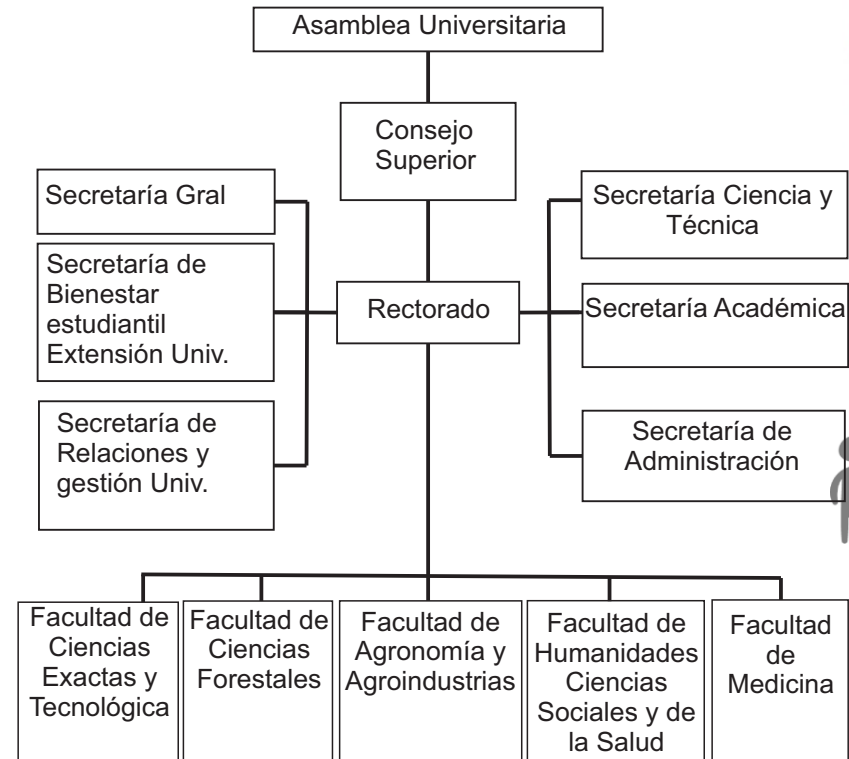 Asamblea Universitaria
Consejo
Superior
Secretaría Gral
Secretaría Ciencia y
Técnica
Secretaría de
Bienestar
estudiantil
Extensión Univ.
Rectorado
Secretaría Académica
Secretaría de
Relaciones y
gestión Univ.
Secretaría de
Administración
Facultad de
Ciencias
Exactas y
Tecnológica
Facultad de
Ciencias
Forestales
Facultad de
Agronomía y
Agroindustrias
Facultad de
Humanidades
Ciencias
Sociales y de
la Salud
Facultad
de
Medicina